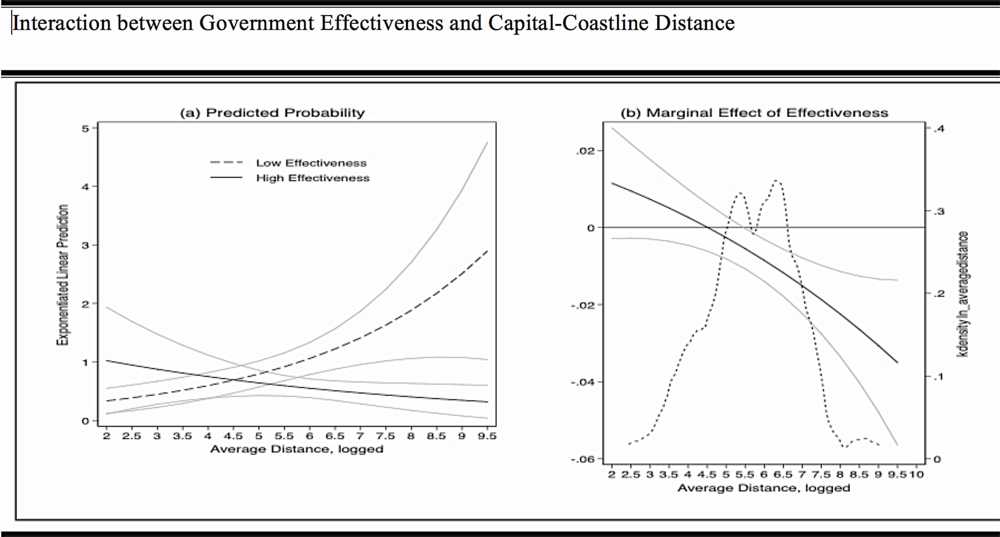 Interaction between Government Effectiveness and Capital-Coastline Distance
(a) Predicted Probability
5
4
3
2
1
0
Exponentiated Linear Prediction
Low Effectiveness
High Effectiveness
2 2.5 3 3.5 4 4.5 5 5.5 6 6.5 7 7.5 8 8.5 9 9.5
Average Distance, logged
(b) Marginal Effect of Effectiveness
.02
0
-.02
-.04
-.06
.4
.3
.2
.1
0
kdensity ln_averagedistance
2 2.5 3 3.5 4 4.5 5 5.5 6 6.5 7 7.5 8 8.5 9 9.5 10
Average Distance, logged